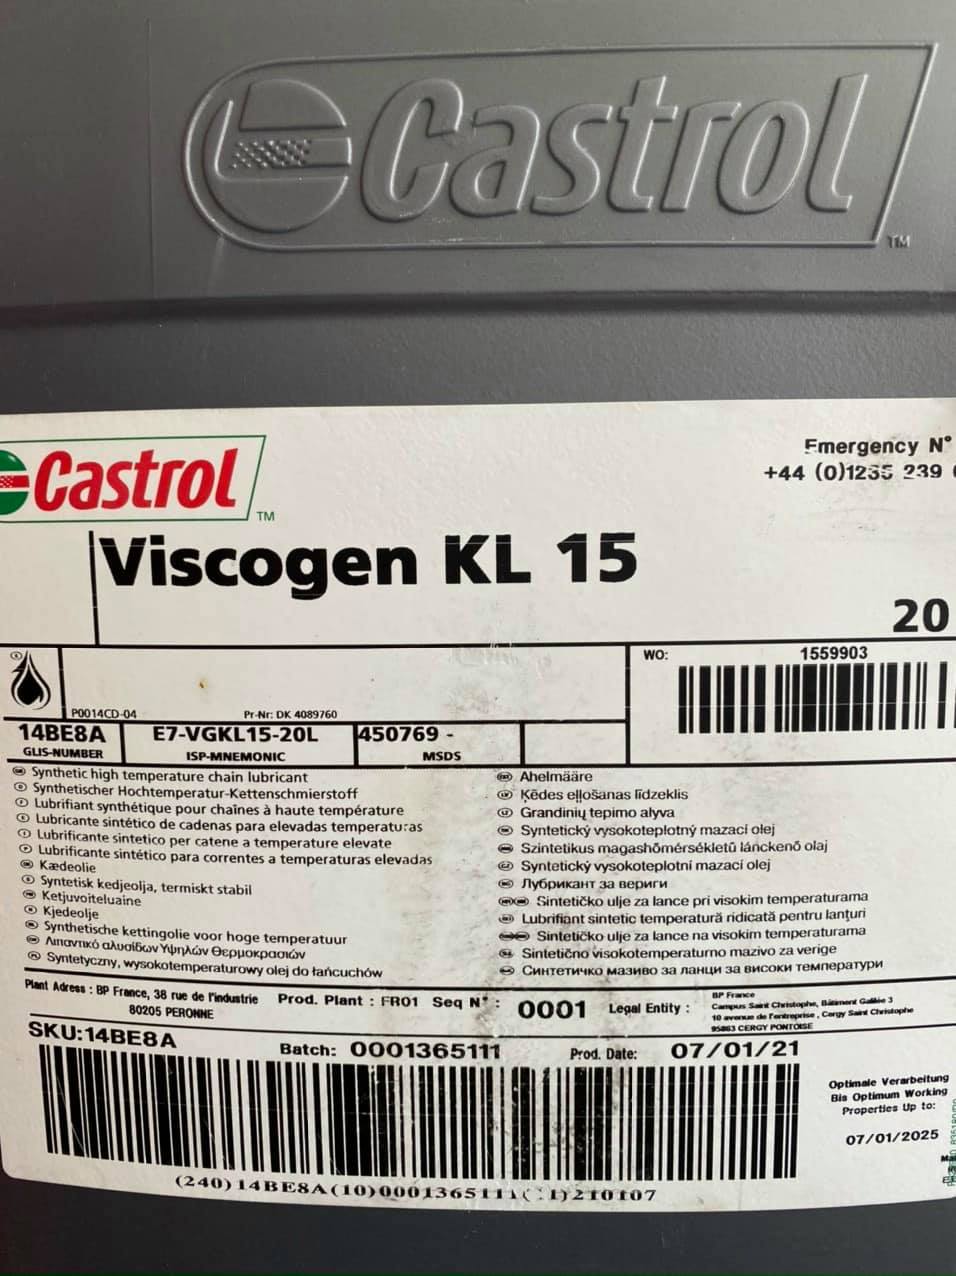 Castrol
TM
Castrol
TM
Emergency N°
+44 (0)1235 239
Viscogen KL 15
20
WO:
1559903
P0014CD-04
Pr-Nr: DK 4089760
14BE8A
E7-VGKL15-20L
450769 -
GLIS-NUMBER
ISP-MNEMONIC
MSDS
Synthetic high temperature chain lubricant
Synthetischer Hochtemperatur-Kettenschmierstoff
Lubrifiant synthétique pour chaînes à haute température
Lubricante sintético de cadenas para elevadas temperaturas
Lubrificante sintetico per catene a temperature elevate
Lubrificante sintético para correntes a temperaturas elevadas
Kædeolie
Syntetisk kedjeolja, termiskt stabil
Ketjuvoiteluaine
Kjedeolje
Synthetische kettingolie voor hoge temperatuur
Λιπαντικό αλυσίδων Υψηλών Θερμοκρασιών
Syntetyczny, wysokotemperaturowy olej do łańcuchów
Ahelmääre
Ķēdes eļļošanas līdzeklis
Grandinių tepimo alyva
Syntetický vysokoteplotný mazací olej
Szintetikus magashőmérsékletű lánckenő olaj
Syntetický vysokoteplotní mazací olej
Лубрикант за вериги
Sintetičko ulje za lance pri visokim temperaturama
Lubrifiant sintetic temperatură ridicată pentru lanțuri
Sintetičko ulje za lance na visokim temperaturama
Sintetično visokotemperaturno mazivo za verige
Синтетичко мазиво за ланци за високи температури
Plant Adress : BP France, 38 rue de l'industrie
80205 PERONNE
Prod. Plant : FR01
Seq N° :
0001
Legal Entity :
BP France
Campus Saint Christophe, Bâtiment Galilée 3
10 avenue de l'entreprise , Cergy Saint Christophe
95863 CERGY PONTOISE
SKU:14BE8A
Batch: 0001365111
Prod. Date: 07/01/21
Optimale Verarbeitung
Bis Optimum Working
Properties Up to:
07/01/2025
(240)14BE8A(10)0001365111(11)210107